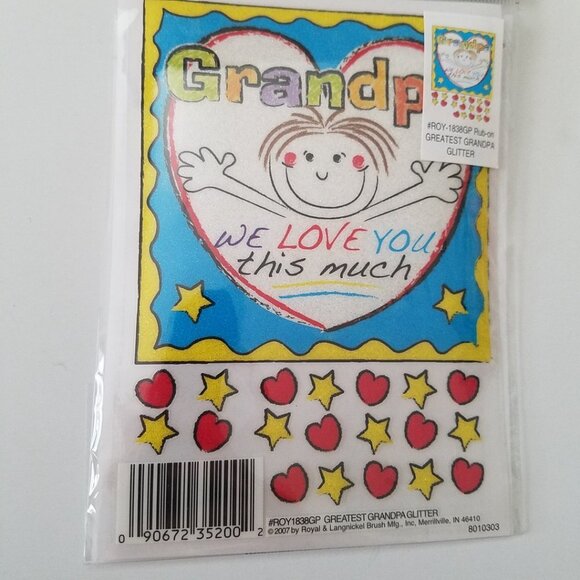 Grandp
#ROY-1838GP Rub-on
GREATEST GRANDPA
GLITTER
WE LOVE YOU
this much
0 90672 35200 2
#ROY1838GP GREATEST GRANDPA GLITTER
© 2007 by Royal & Langnickel Brush Mfg., Inc, Merrillville, IN 46410
8010303